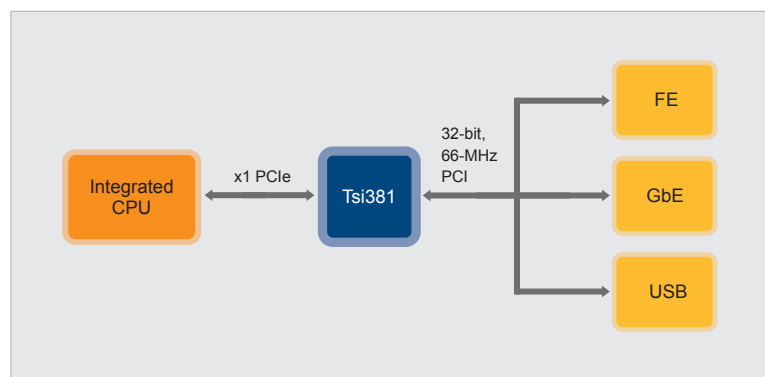 Integrated
CPU
x1 PCIe
Tsi381
32-bit,
66-MHz
PCI
FE
GbE
USB